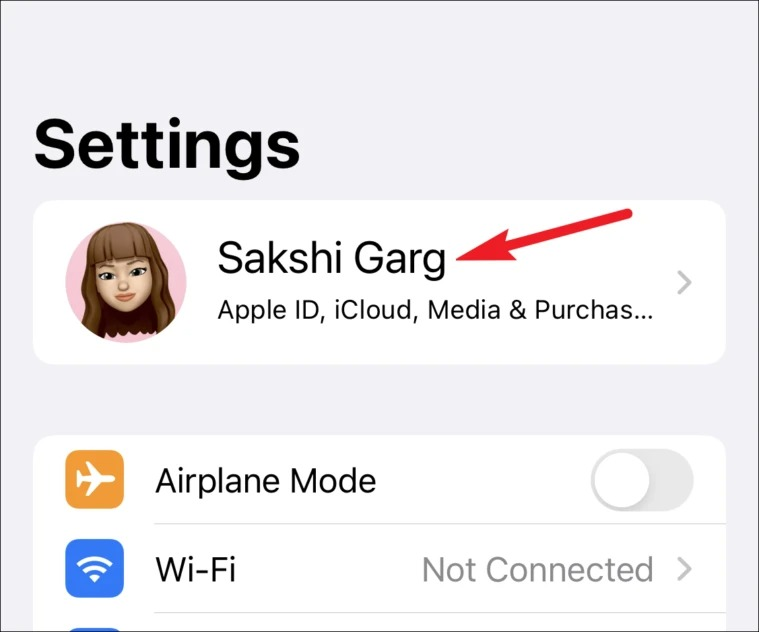 Settings
Sakshi Garg
Apple ID, iCloud, Media & Purchas...
Airplane Mode
Wi-Fi Not Connected